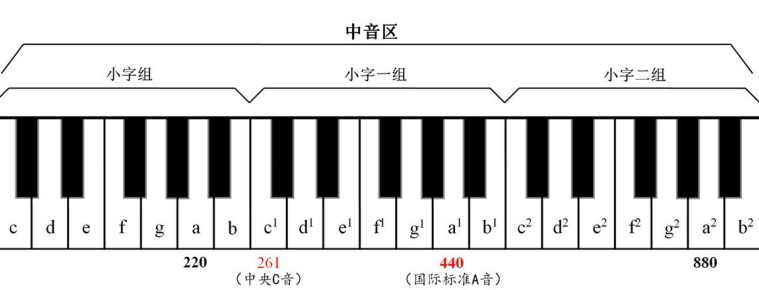 中音区
小字组 小字一组 小字二组
c d e f g a b c¹ d¹ e¹ f¹ g¹ a¹ b¹ c² d² e² f² g² a² b²
220 261 440 880
(中央C音) (国际标准A音)